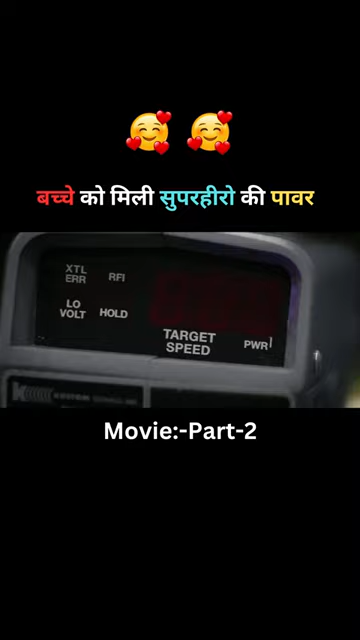 बच्चे को मिली सुपरहीरो की पावर
XTL ERR
RFI
LO VOLT
HOLD
TARGET SPEED
PWR
Movie:-Part-2